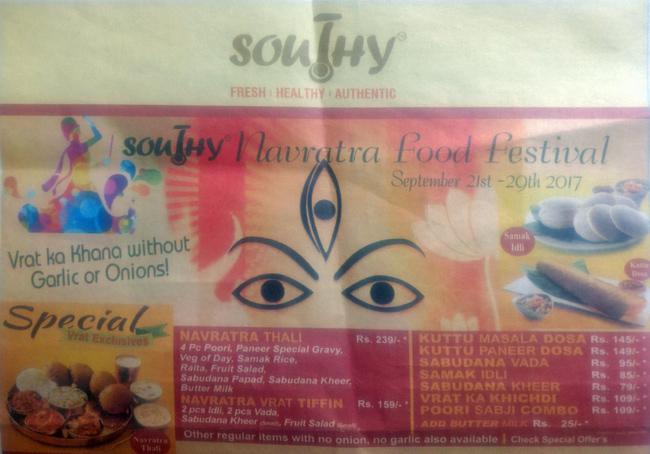 SOUTHY
FRESH | HEALTHY | AUTHENTIC
SOUTHY Navratra Food Festival
September 21st -29th 2017
Vrat ka Khana without
Garlic or Onions!
Samak
Idli
Kuttu
Dosa
Special
Vrat Exclusives
Navratra
Thali
NAVRATRA THALI Rs. 239/- *
4 Pc Poori, Paneer Special Gravy,
Veg of Day, Samak Rice,
Raita, Fruit Salad,
Sabudana Papad, Sabudana Kheer,
Butter Milk
NAVRATRA VRAT TIFFIN Rs. 159/- *
2 pcs Idli, 2 pcs Vada,
Sabudana Kheer (Small), Fruit Salad (Small)
KUTTU MASALA DOSA Rs. 145/- *
KUTTU PANEER DOSA Rs. 149/- *
SABUDANA VADA Rs. 95/- *
SAMAK IDLI Rs. 85/- *
SABUDANA KHEER Rs. 79/- *
VRAT KA KHICHDI Rs. 109/- *
POORI SABJI COMBO Rs. 109/- *
ADD BUTTER MILK Rs. 25/- *
Other regular items with no onion, no garlic also available | Check Special Offer's